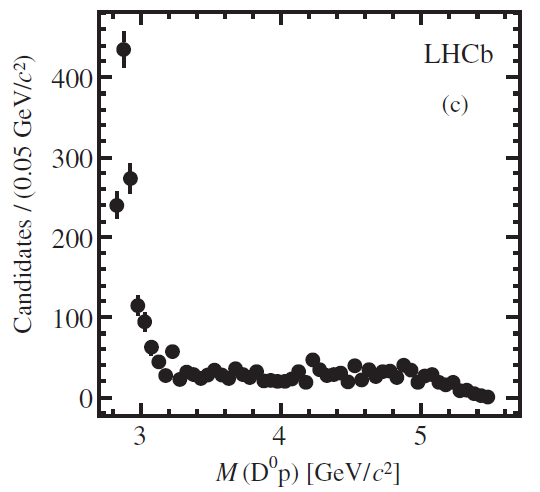 LHCb
(c)
Candidates / (0.05 GeV/c²)
400
300
200
100
0
3 4 5
M(D⁰p) [GeV/c²]